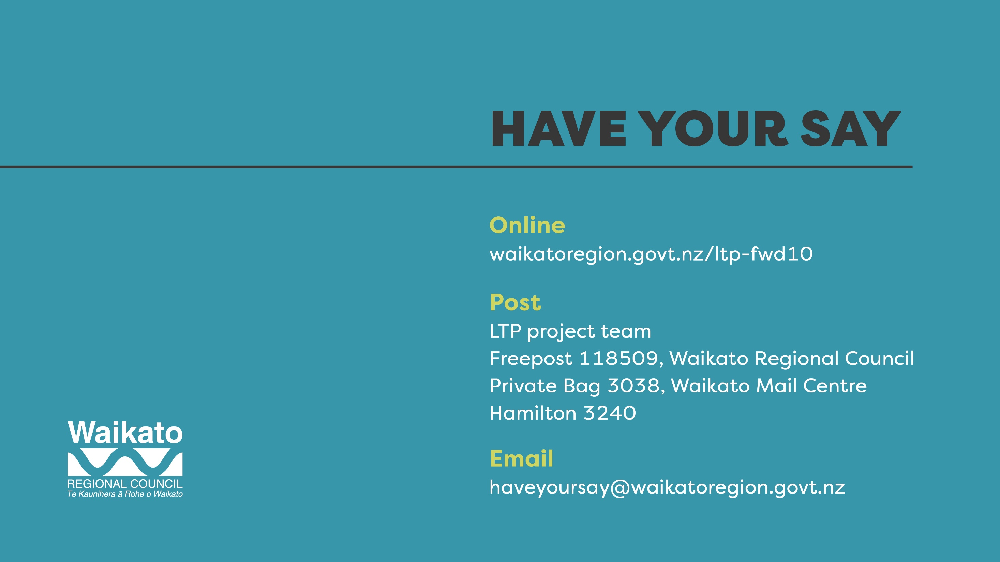 HAVE YOUR SAY
Online
waikatoregion.govt.nz/ltp-fwd10
Post
LTP project team
Freepost 118509, Waikato Regional Council
Private Bag 3038, Waikato Mail Centre
Hamilton 3240
Email
haveyoursay@waikatoregion.govt.nz
Waikato
REGIONAL COUNCIL
Te Kaunihera ā Rohe o Waikato